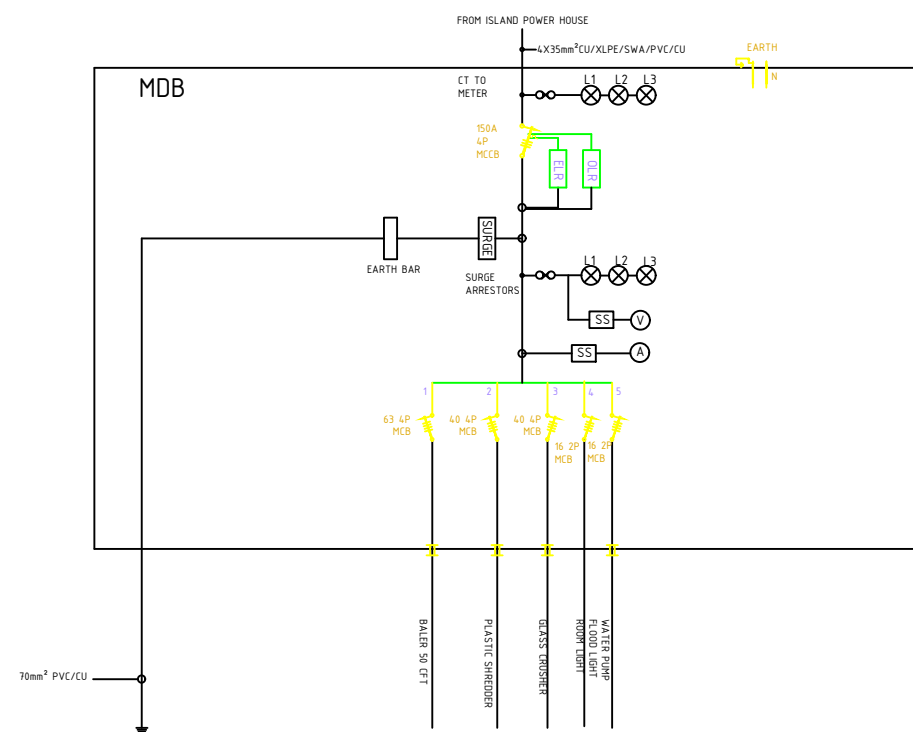 FROM ISLAND POWER HOUSE
4X35mm²CU/XLPE/SWA/PVC/CU
EARTH
N
MDB
CT TO
METER
L1 L2 L3
150A
4P
MCCB
ELR
OLR
SURGE
EARTH BAR
SURGE
ARRESTORS
L1 L2 L3
SS V
SS A
1 2 3 4 5
63 4P
MCB
40 4P
MCB
40 4P
MCB
16 2P
MCB
16 2P
MCB
BALER 50 CFT
PLASTIC SHREDDER
GLASS CRUSHER
ROOM LIGHT
FLOOD LIGHT
WATER PUMP
70mm² PVC/CU